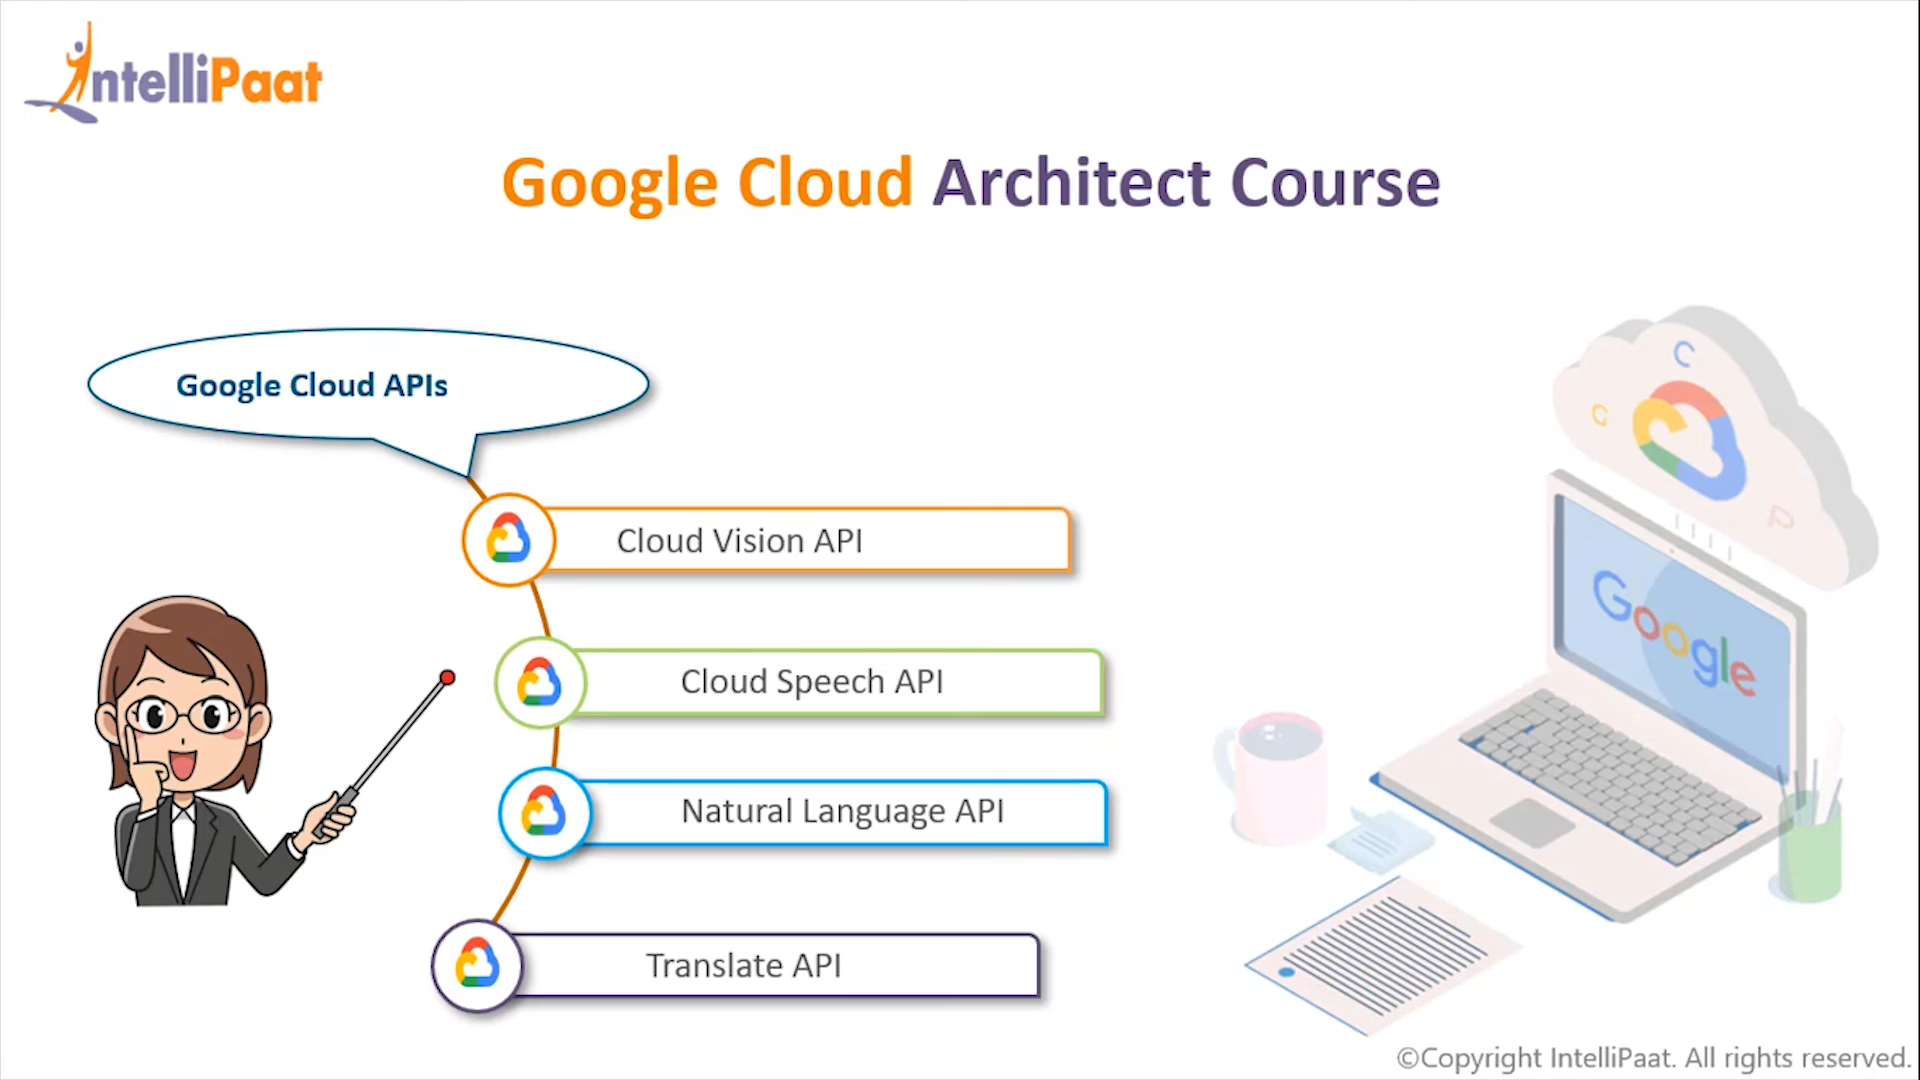 IntelliPaat
Google Cloud Architect Course
Google Cloud APIs
Cloud Vision API
Cloud Speech API
Natural Language API
Translate API
G C P
Google
©Copyright IntelliPaat. All rights reserved.